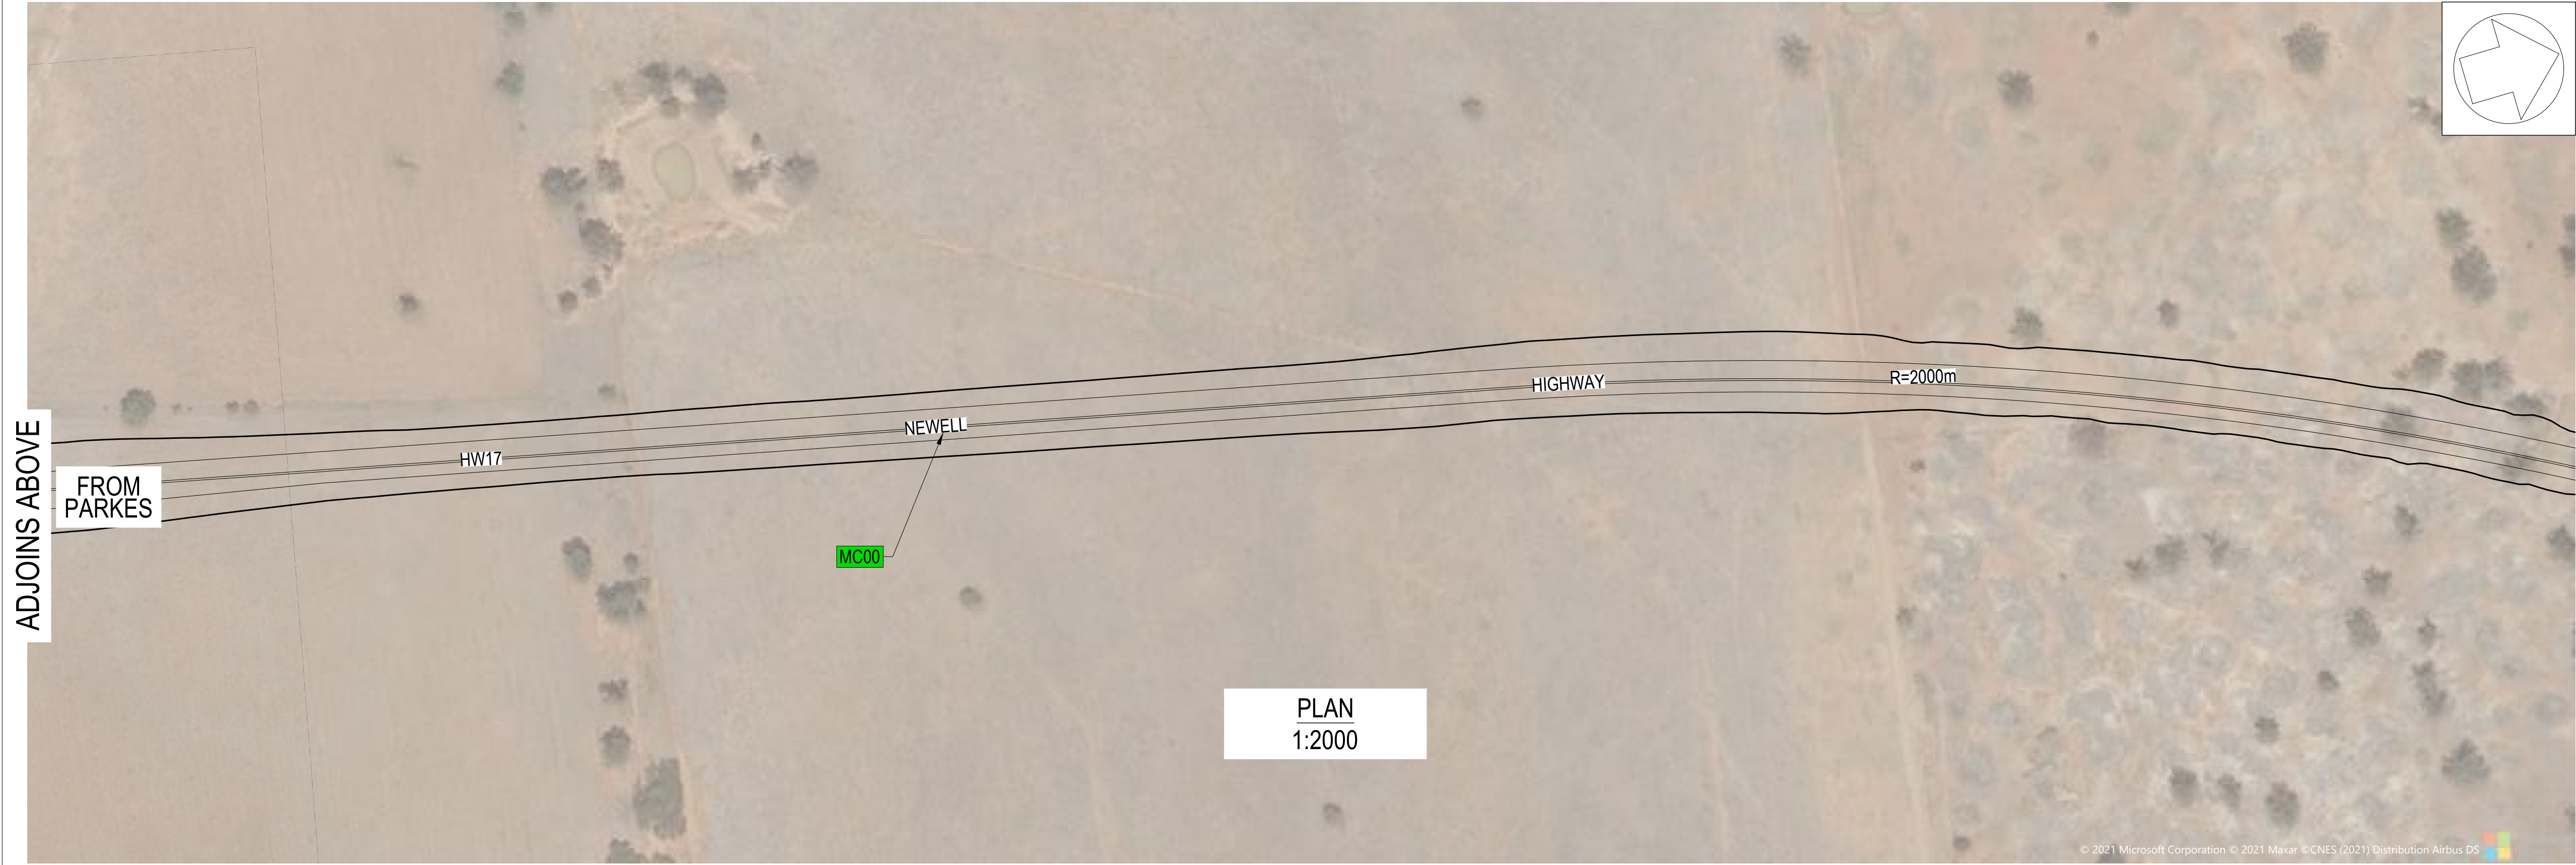 ADJOINS ABOVE
FROM
PARKES
HW17
NEWELL
HIGHWAY
R=2000m
MC00
PLAN
1:2000
© 2021 Microsoft Corporation © 2021 Maxar ©CNES (2021) Distribution Airbus DS